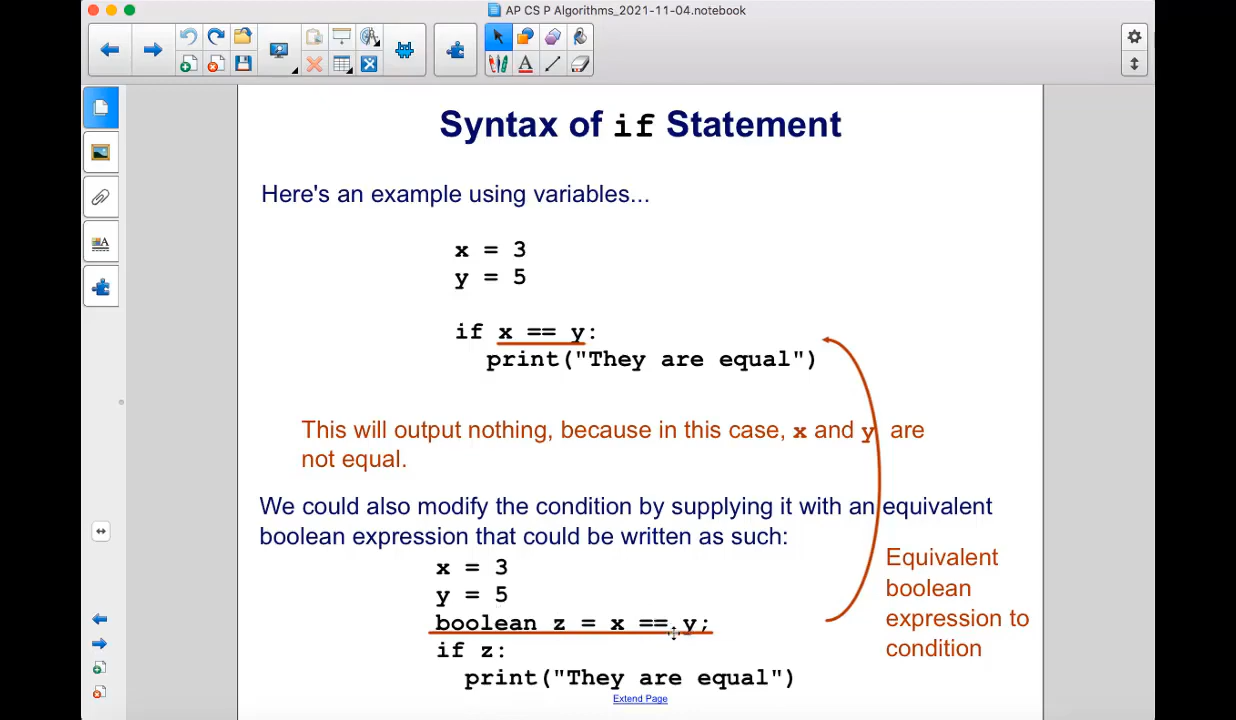 AP CS P Algorithms_2021-11-04.notebook
Syntax of if Statement
Here's an example using variables...
x = 3
y = 5
if x == y:
print("They are equal")
This will output nothing, because in this case, x and y are
not equal.
We could also modify the condition by supplying it with an equivalent
boolean expression that could be written as such:
x = 3
y = 5
boolean z = x == y;
if z:
print("They are equal")
Equivalent
boolean
expression to
condition
Extend Page